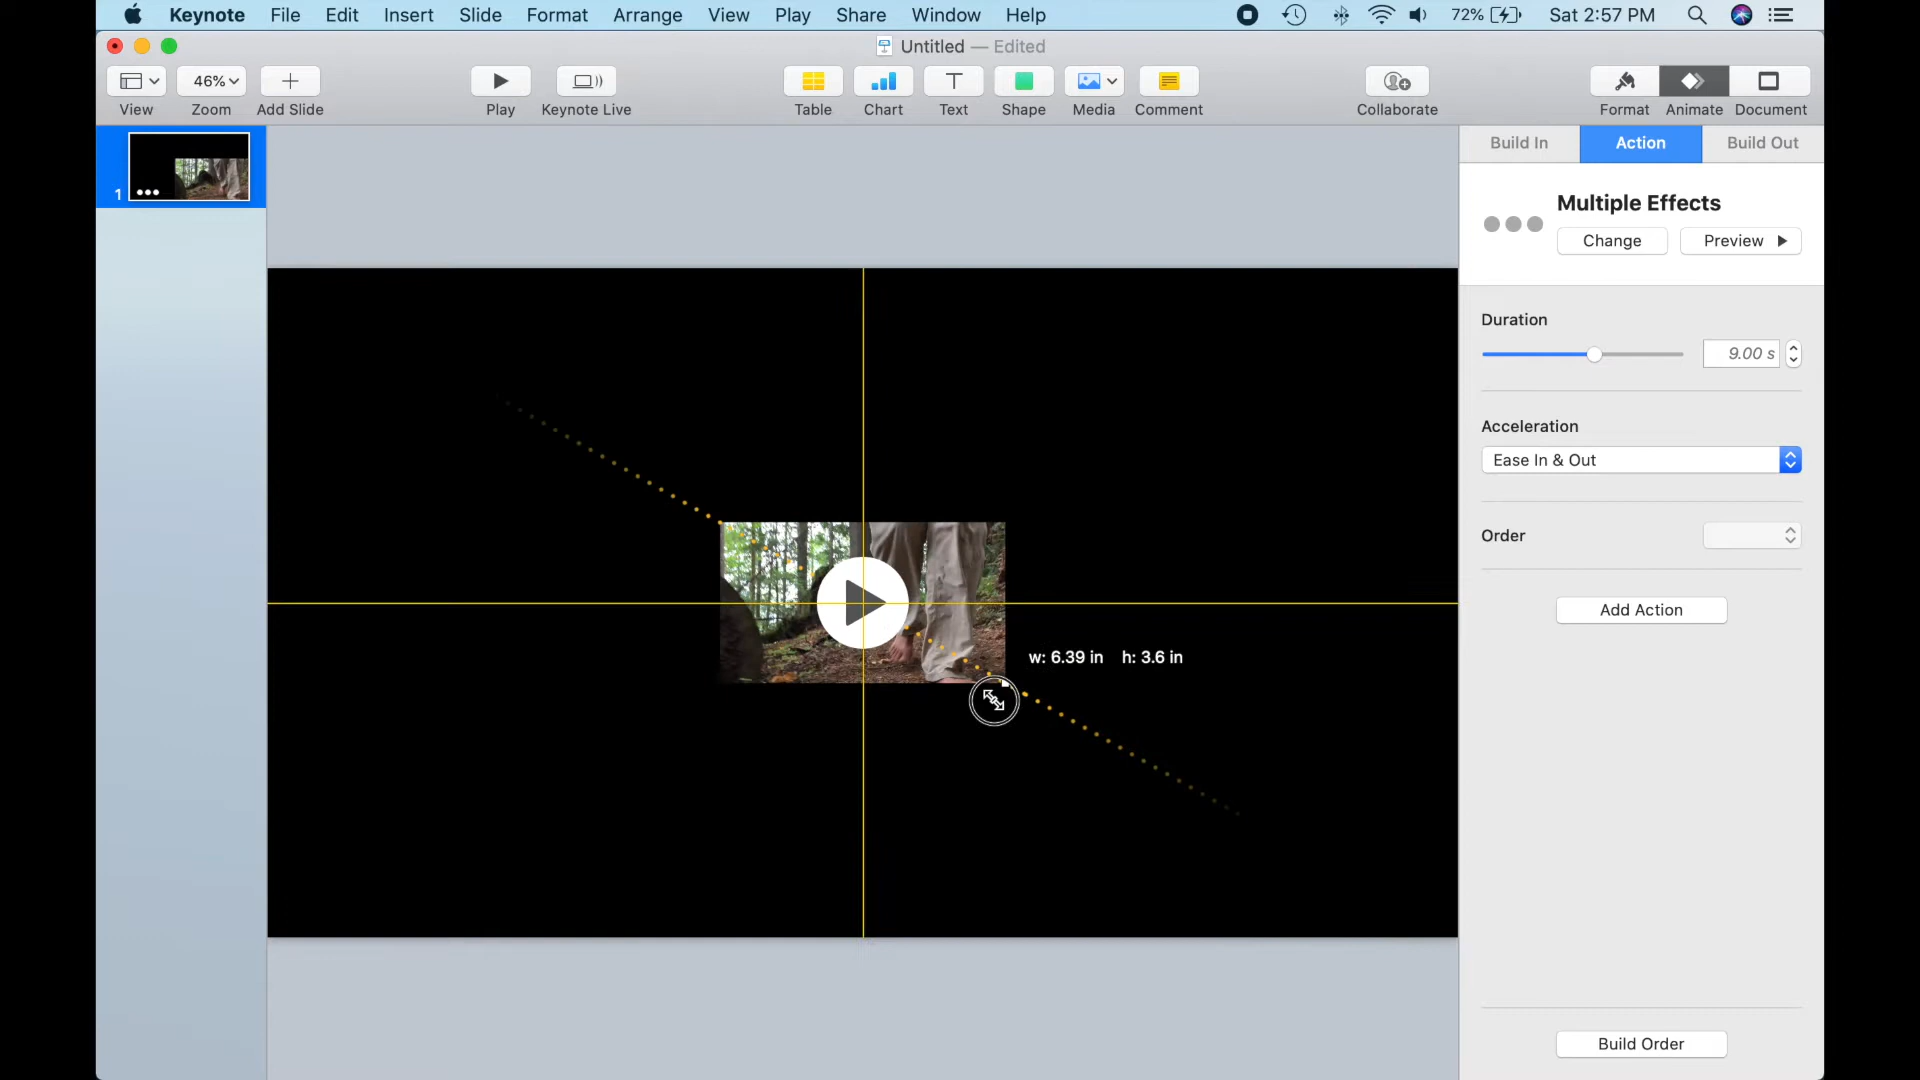 Keynote File Edit Insert Slide Format Arrange View Play Share Window Help 72% Sat 2:57 PM
Untitled — Edited
46%
View Zoom Add Slide Play Keynote Live Table Chart Text Shape Media Comment Collaborate Format Animate Document
Build In Action Build Out
1
Multiple Effects
Change Preview
Duration
9.00 s
Acceleration
Ease In & Out
Order
Add Action
w: 6.39 in h: 3.6 in
Build Order